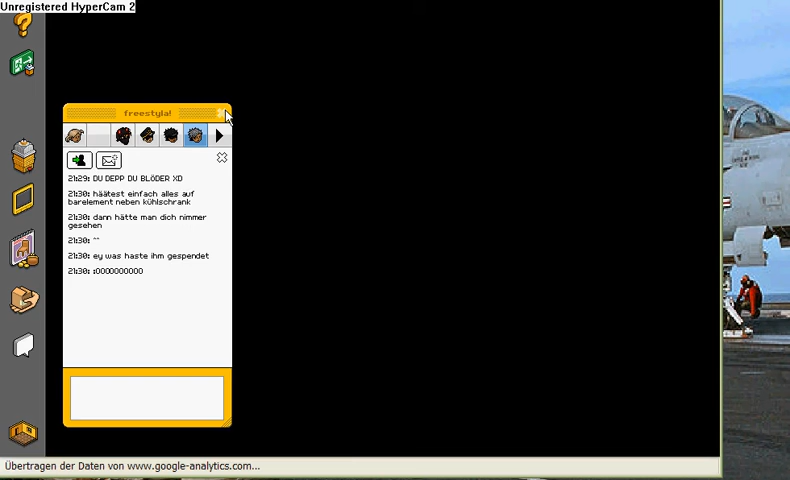 Unregistered HyperCam 2
freestyla!
21:29: DU DEPP DU BLÖDER XD
21:30: häätest einfach alles auf
barelement neben kühlschrank
21:30: dann hätte man dich nimmer
gesehen
21:30: ^^
21:30: ey was haste ihm gespendet
21:30: :0000000000
Übertragen der Daten von www.google-analytics.com...